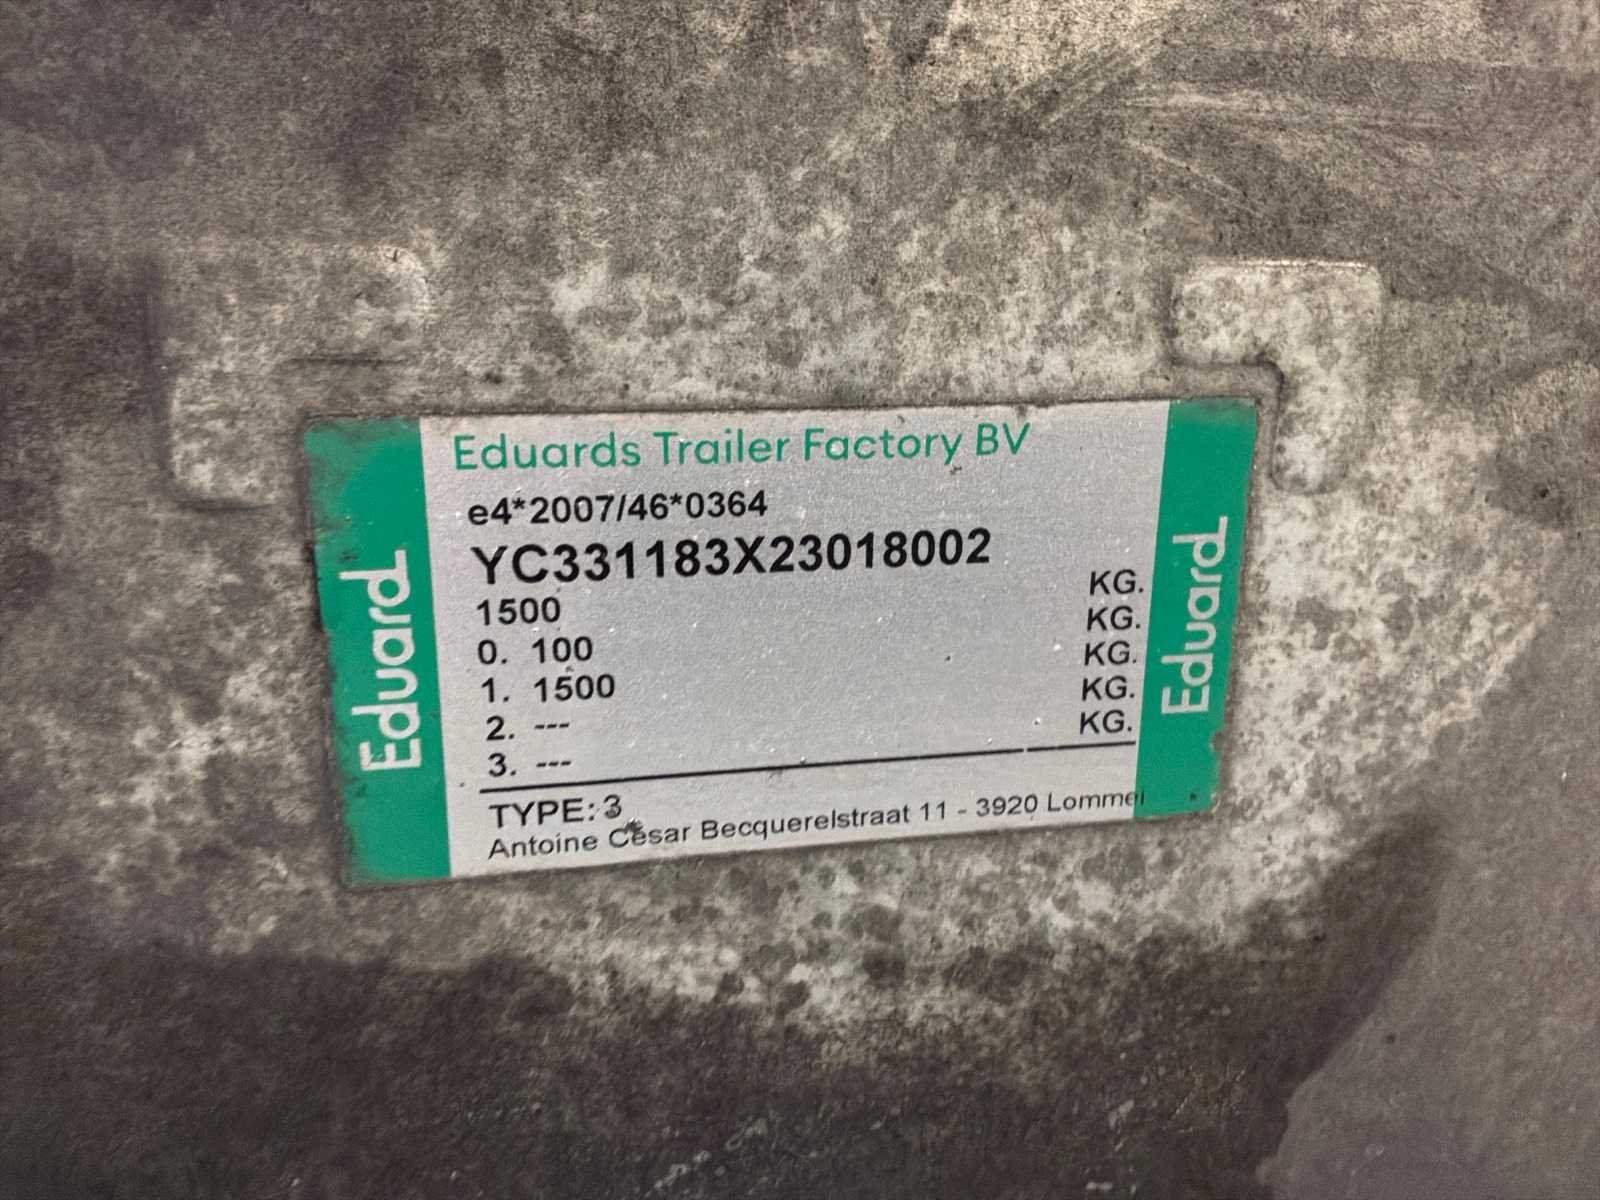 Eduards Trailer Factory BV
e4*2007/46*0364
YC331183X23018002
1500 KG.
0. 100 KG.
1. 1500 KG.
2. --- KG.
3. --- KG.
TYPE: 3
Antoine César Becquerelstraat 11 - 3920 Lommel
Eduard
Eduard